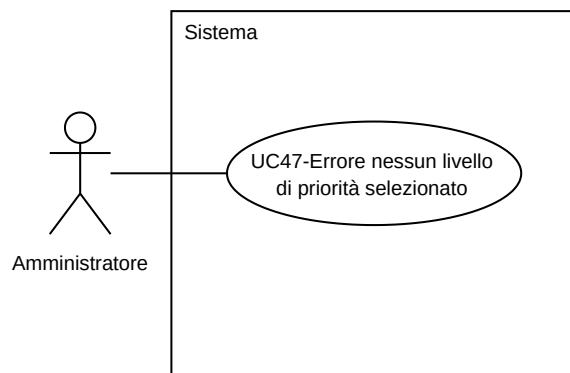 Sistema
UC47-Errore nessun livello
di priorità selezionato
Amministratore